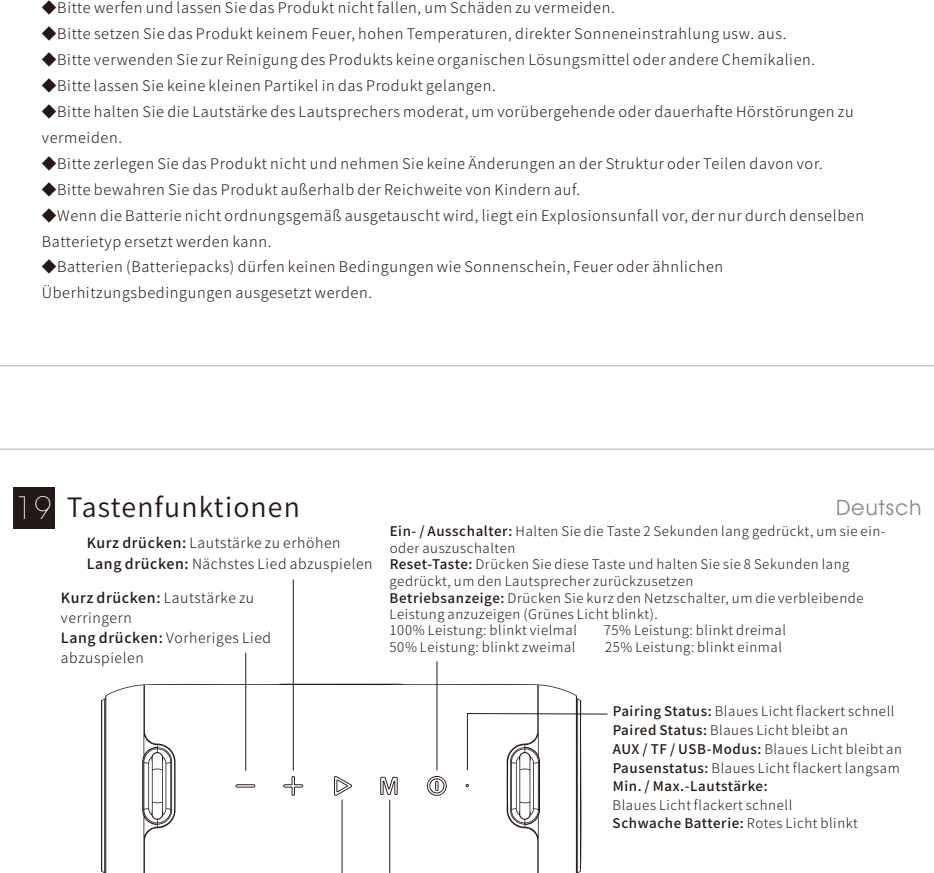 ◆Bitte werfen und lassen Sie das Produkt nicht fallen, um Schäden zu vermeiden.
◆Bitte setzen Sie das Produkt keinem Feuer, hohen Temperaturen, direkter Sonneneinstrahlung usw. aus.
◆Bitte verwenden Sie zur Reinigung des Produkts keine organischen Lösungsmittel oder andere Chemikalien.
◆Bitte lassen Sie keine kleinen Partikel in das Produkt gelangen.
◆Bitte halten Sie die Lautstärke des Lautsprechers moderat, um vorübergehende oder dauerhafte Hörstörungen zu
vermeiden.
◆Bitte zerlegen Sie das Produkt nicht und nehmen Sie keine Änderungen an der Struktur oder Teilen davon vor.
◆Bitte bewahren Sie das Produkt außerhalb der Reichweite von Kindern auf.
◆Wenn die Batterie nicht ordnungsgemäß ausgetauscht wird, liegt ein Explosionsunfall vor, der nur durch denselben
Batterietyp ersetzt werden kann.
◆Batterien (Batteriepacks) dürfen keinen Bedingungen wie Sonnenschein, Feuer oder ähnlichen
Überhitzungsbedingungen ausgesetzt werden.
19 Tastenfunktionen
Deutsch
Kurz drücken: Lautstärke zu erhöhen
Lang drücken: Nächstes Lied abzuspielen
Kurz drücken: Lautstärke zu
verringern
Lang drücken: Vorheriges Lied
abzuspielen
Ein- / Ausschalter: Halten Sie die Taste 2 Sekunden lang gedrückt, um sie ein-
oder auszuschalten
Reset-Taste: Drücken Sie diese Taste und halten Sie sie 8 Sekunden lang
gedrückt, um den Lautsprecher zurückzusetzen
Betriebsanzeige: Drücken Sie kurz den Netzschalter, um die verbleibende
Leistung anzuzeigen (Grünes Licht blinkt).
100% Leistung: blinkt vielmal 75% Leistung: blinkt dreimal
50% Leistung: blinkt zweimal 25% Leistung: blinkt einmal
Pairing Status: Blaues Licht flackert schnell
Paired Status: Blaues Licht bleibt an
AUX / TF / USB-Modus: Blaues Licht bleibt an
Pausenstatus: Blaues Licht flackert langsam
Min. / Max.-Lautstärke:
Blaues Licht flackert schnell
Schwache Batterie: Rotes Licht blinkt
M